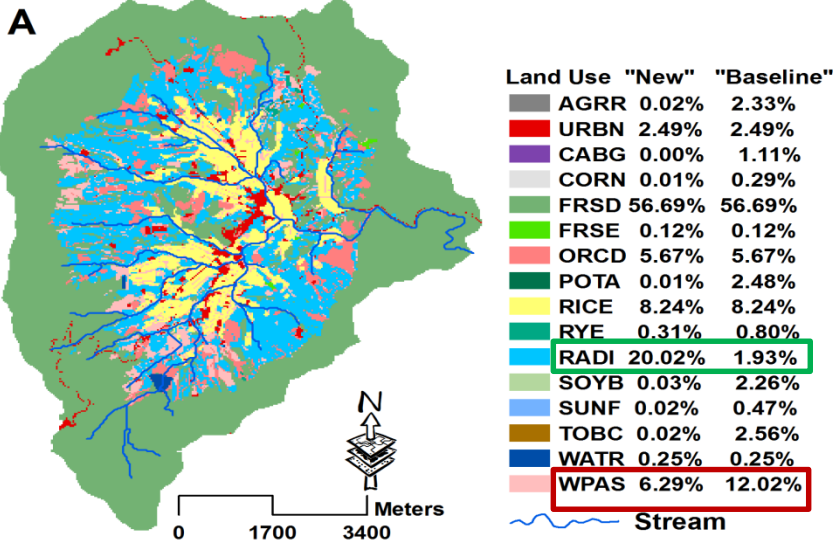 A
Land Use "New" "Baseline"
AGRR 0.02% 2.33%
URBN 2.49% 2.49%
CABG 0.00% 1.11%
CORN 0.01% 0.29%
FRSD 56.69% 56.69%
FRSE 0.12% 0.12%
ORCD 5.67% 5.67%
POTA 0.01% 2.48%
RICE 8.24% 8.24%
RYE 0.31% 0.80%
RADI 20.02% 1.93%
SOYB 0.03% 2.26%
SUNF 0.02% 0.47%
TOBC 0.02% 2.56%
WATR 0.25% 0.25%
WPAS 6.29% 12.02%
Stream
N
Meters
0 1700 3400